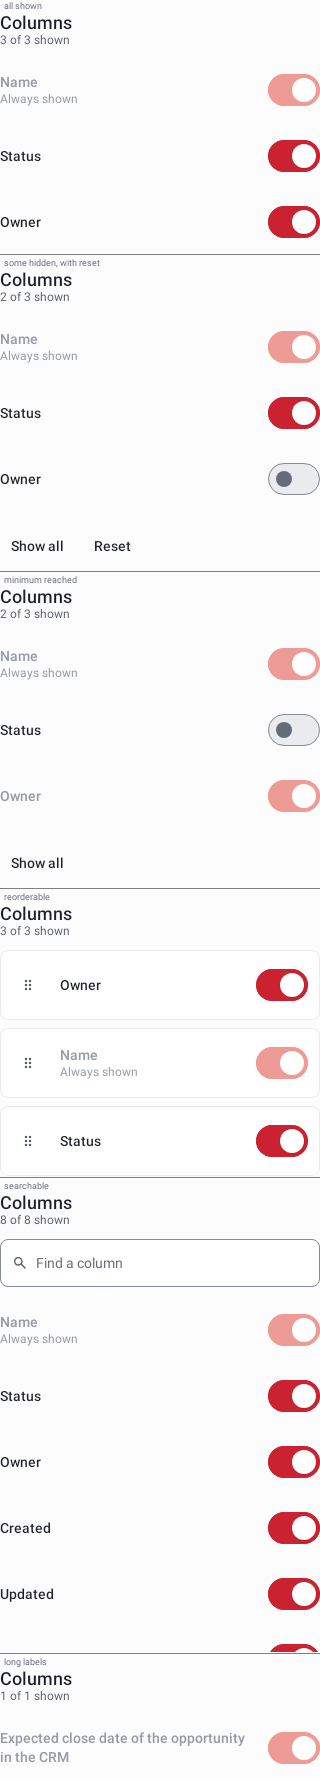 all shown
Columns
3 of 3 shown
Name
Always shown
Status
Owner
some hidden, with reset
Columns
2 of 3 shown
Name
Always shown
Status
Owner
Show all Reset
minimum reached
Columns
2 of 3 shown
Name
Always shown
Status
Owner
Show all
reorderable
Columns
3 of 3 shown
Owner
Name
Always shown
Status
searchable
Columns
8 of 8 shown
Find a column
Name
Always shown
Status
Owner
Created
Updated
long labels
Columns
1 of 1 shown
Expected close date of the opportunity
in the CRM